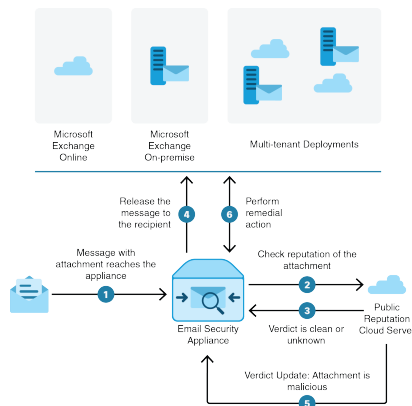 Microsoft
Exchange
Online
Microsoft
Exchange
On-premise
Multi-tenant Deployments
Release the
message to
the recipient
4
6
Perform
remedial
action
Message with
attachment reaches the
appliance
1
Check reputation of the
attachment
2
3
Verdict is clean or
unknown
Email Security
Appliance
Public
Reputation
Cloud Serve
Verdict Update: Attachment is
malicious
5